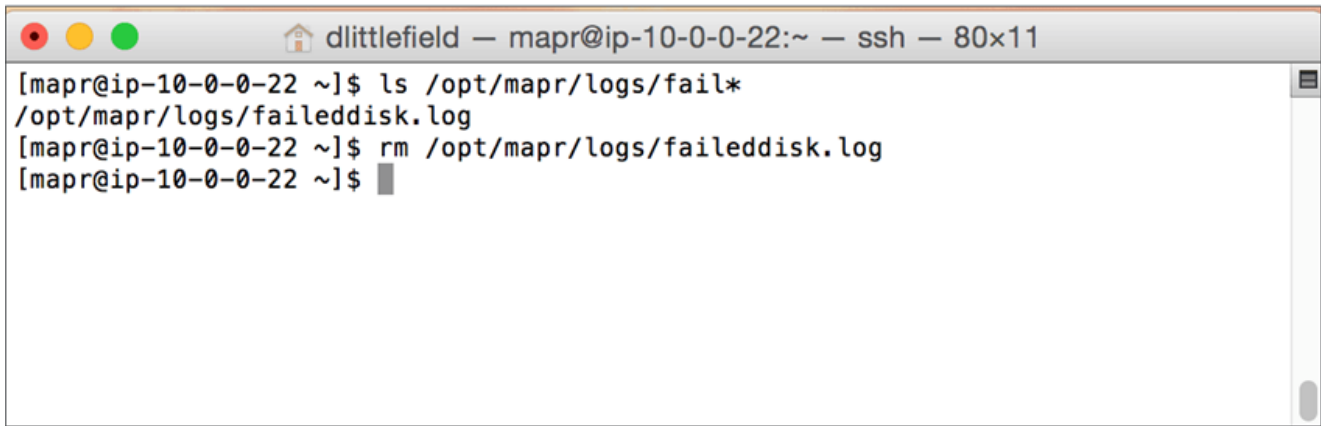 dlittlefield — mapr@ip-10-0-0-22:~ — ssh — 80×11
[mapr@ip-10-0-0-22 ~]$ ls /opt/mapr/logs/fail*
/opt/mapr/logs/faileddisk.log
[mapr@ip-10-0-0-22 ~]$ rm /opt/mapr/logs/faileddisk.log
[mapr@ip-10-0-0-22 ~]$